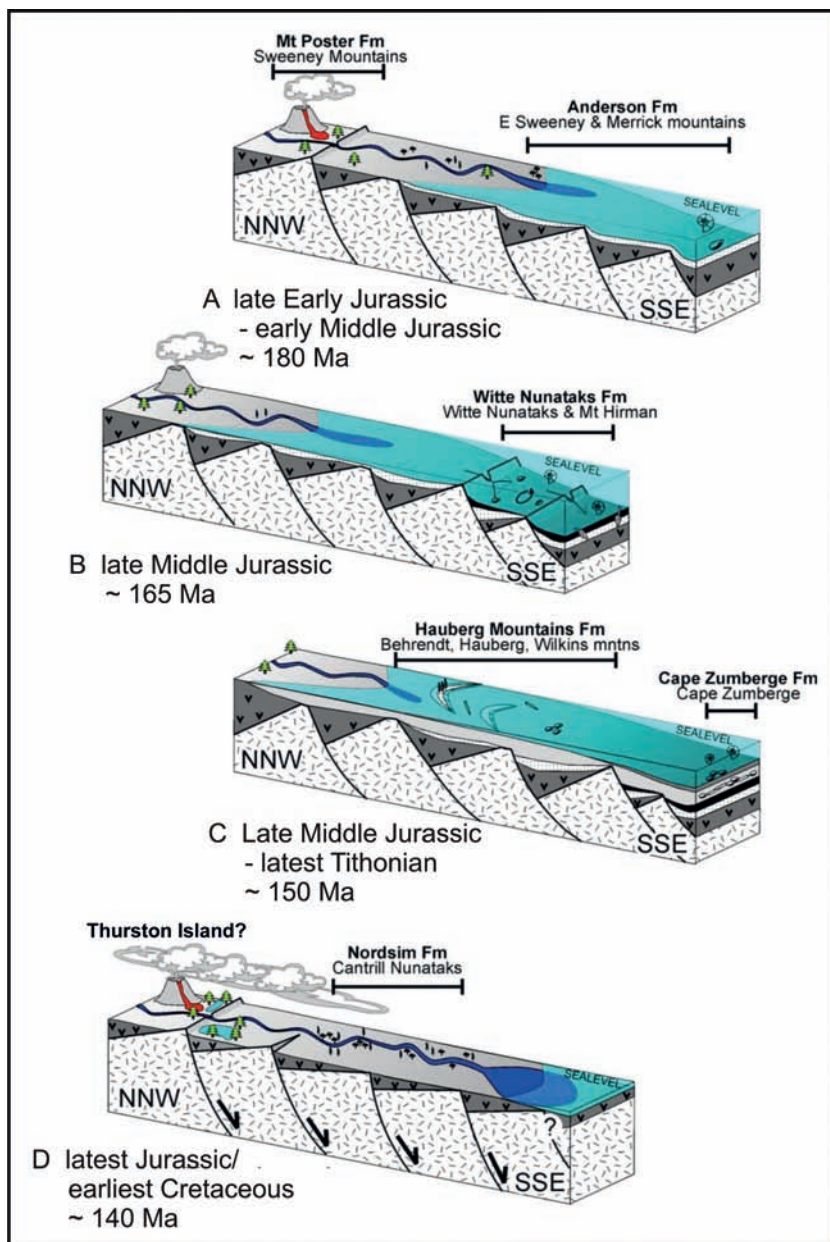 Mt Poster Fm
Sweeney Mountains
Anderson Fm
E Sweeney & Merrick mountains
SEALEVEL
NNW
SSE
A late Early Jurassic
- early Middle Jurassic
~ 180 Ma
Witte Nunataks Fm
Witte Nunataks & Mt Hirman
SEALEVEL
NNW
SSE
B late Middle Jurassic
~ 165 Ma
Hauberg Mountains Fm
Behrendt, Hauberg, Wilkins mntns
Cape Zumberge Fm
Cape Zumberge
SEALEVEL
NNW
SSE
C Late Middle Jurassic
- latest Tithonian
~ 150 Ma
Thurston Island?
Nordsim Fm
Cantrill Nunataks
SEALEVEL
NNW
?
SSE
D latest Jurassic/
earliest Cretaceous
~ 140 Ma